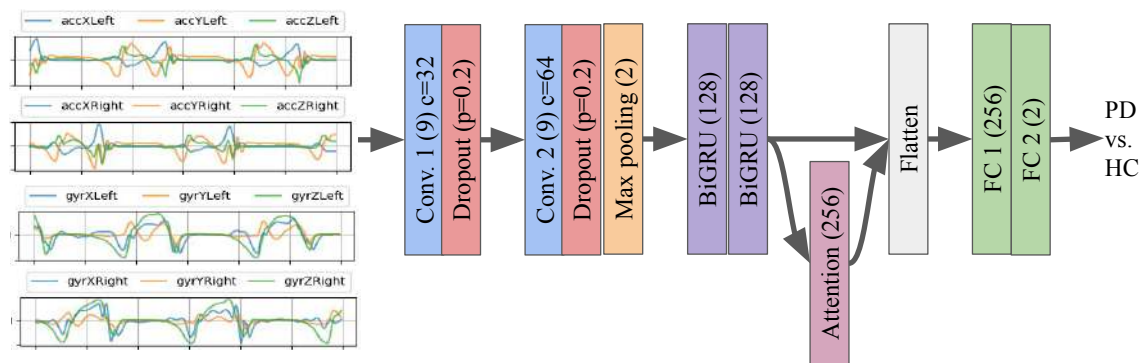 accXLeft accYLeft accZLeft
accXRight accYRight accZRight
gyrXLeft gyrYLeft gyrZLeft
gyrXRight gyrYRight gyrZRight
Conv. 1 (9) c=32
Dropout (p=0.2)
Conv. 2 (9) c=64
Dropout (p=0.2)
Max pooling (2)
BiGRU (128)
BiGRU (128)
Attention (256)
Flatten
FC 1 (256)
FC 2 (2)
PD
vs.
HC